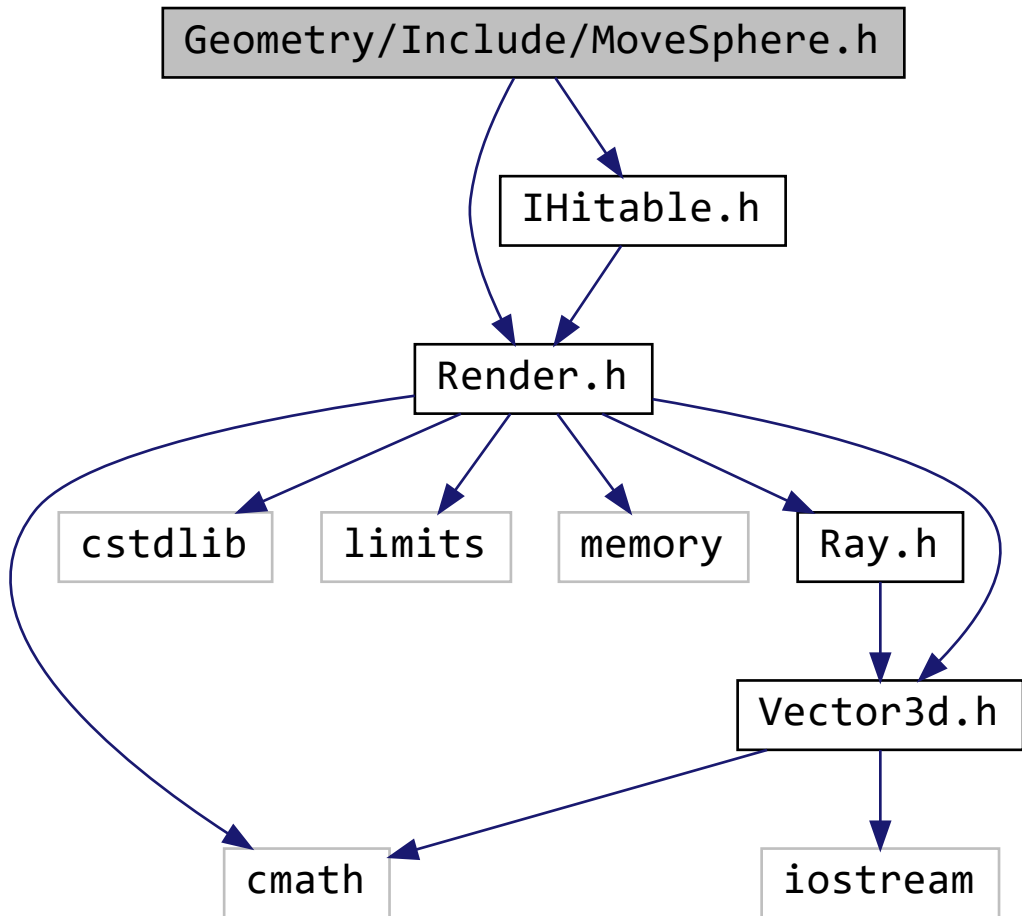 Geometry/Include/MoveSphere.h
IHitable.h
Render.h
cstdlib
limits
memory
Ray.h
Vector3d.h
cmath
iostream